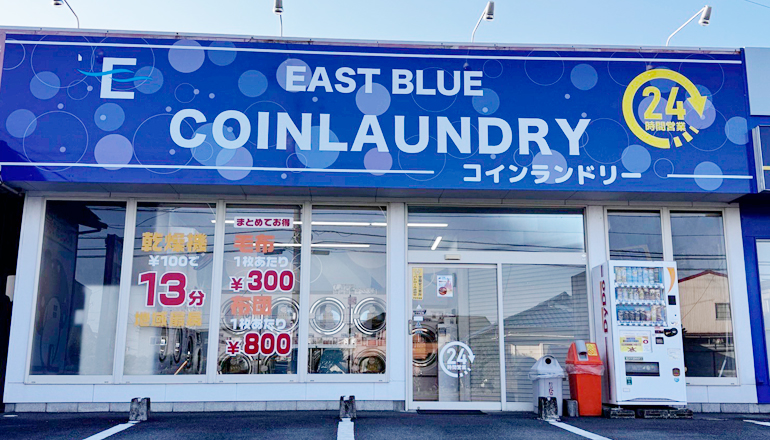 E
EAST BLUE
COINLAUNDRY
コインランドリー
24
時間営業
乾燥機
¥100で
13分
まとめてお得
毛布
1枚あたり
¥300
布団
1枚あたり
¥800
24
DyDo